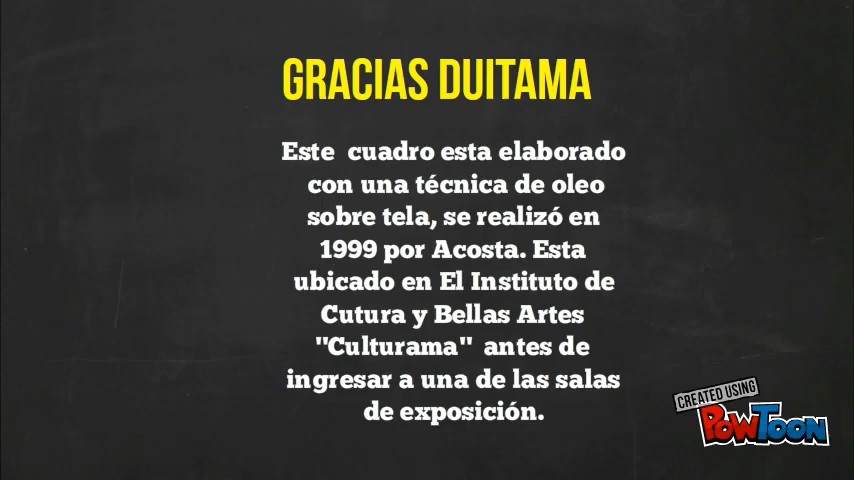 GRACIAS DUITAMA
Este cuadro esta elaborado
con una técnica de oleo
sobre tela, se realizó en
1999 por Acosta. Esta
ubicado en El Instituto de
Cutura y Bellas Artes
"Culturama" antes de
ingresar a una de las salas
de exposición.
CREATED USING
POWTOON